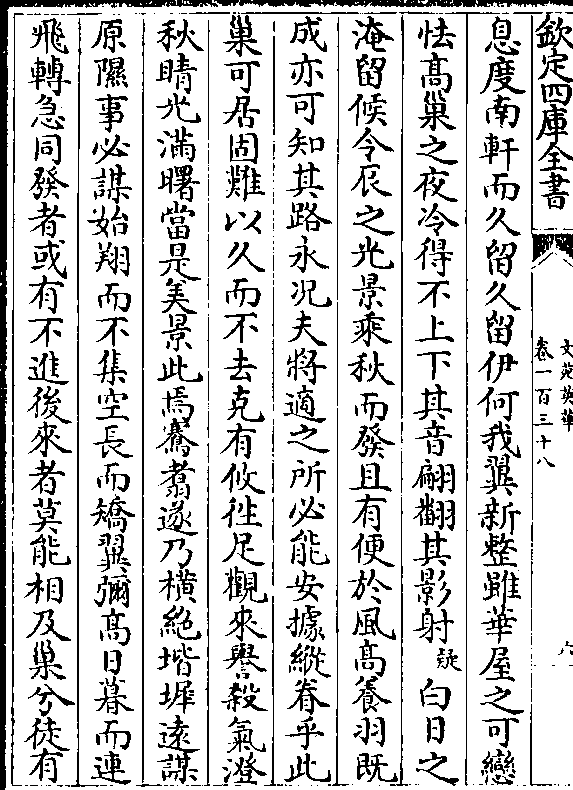 欽定四庫全書
文苑英華
卷一百三十八
六
息度南軒而久留久留伊何我翼新整雖華屋之可戀
怯高巢之夜冷得不上下其音翩翻其影射疑白日之
淹留候令辰之光景乘秋而發且有便於風高養羽既
成亦可知其路永况夫將適之所必能安據縱眷乎此
巢可居固難以久而不去克有攸徃足觀來譽殺氣澄
秋晴光滿曙當是美景此焉鶱翥遂乃横絶堦墀逺謀
原隰事必謀始翔而不集空長而矯翼彌髙日暮而連
飛轉急同發者或有不進後來者莫能相及巢兮徒有